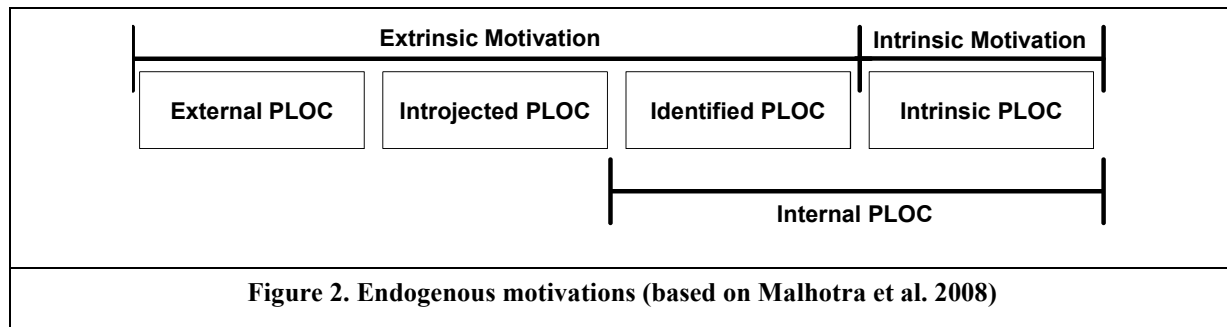 Extrinsic Motivation Intrinsic Motivation
External PLOC Introjected PLOC Identified PLOC Intrinsic PLOC
Internal PLOC
Figure 2. Endogenous motivations (based on Malhotra et al. 2008)